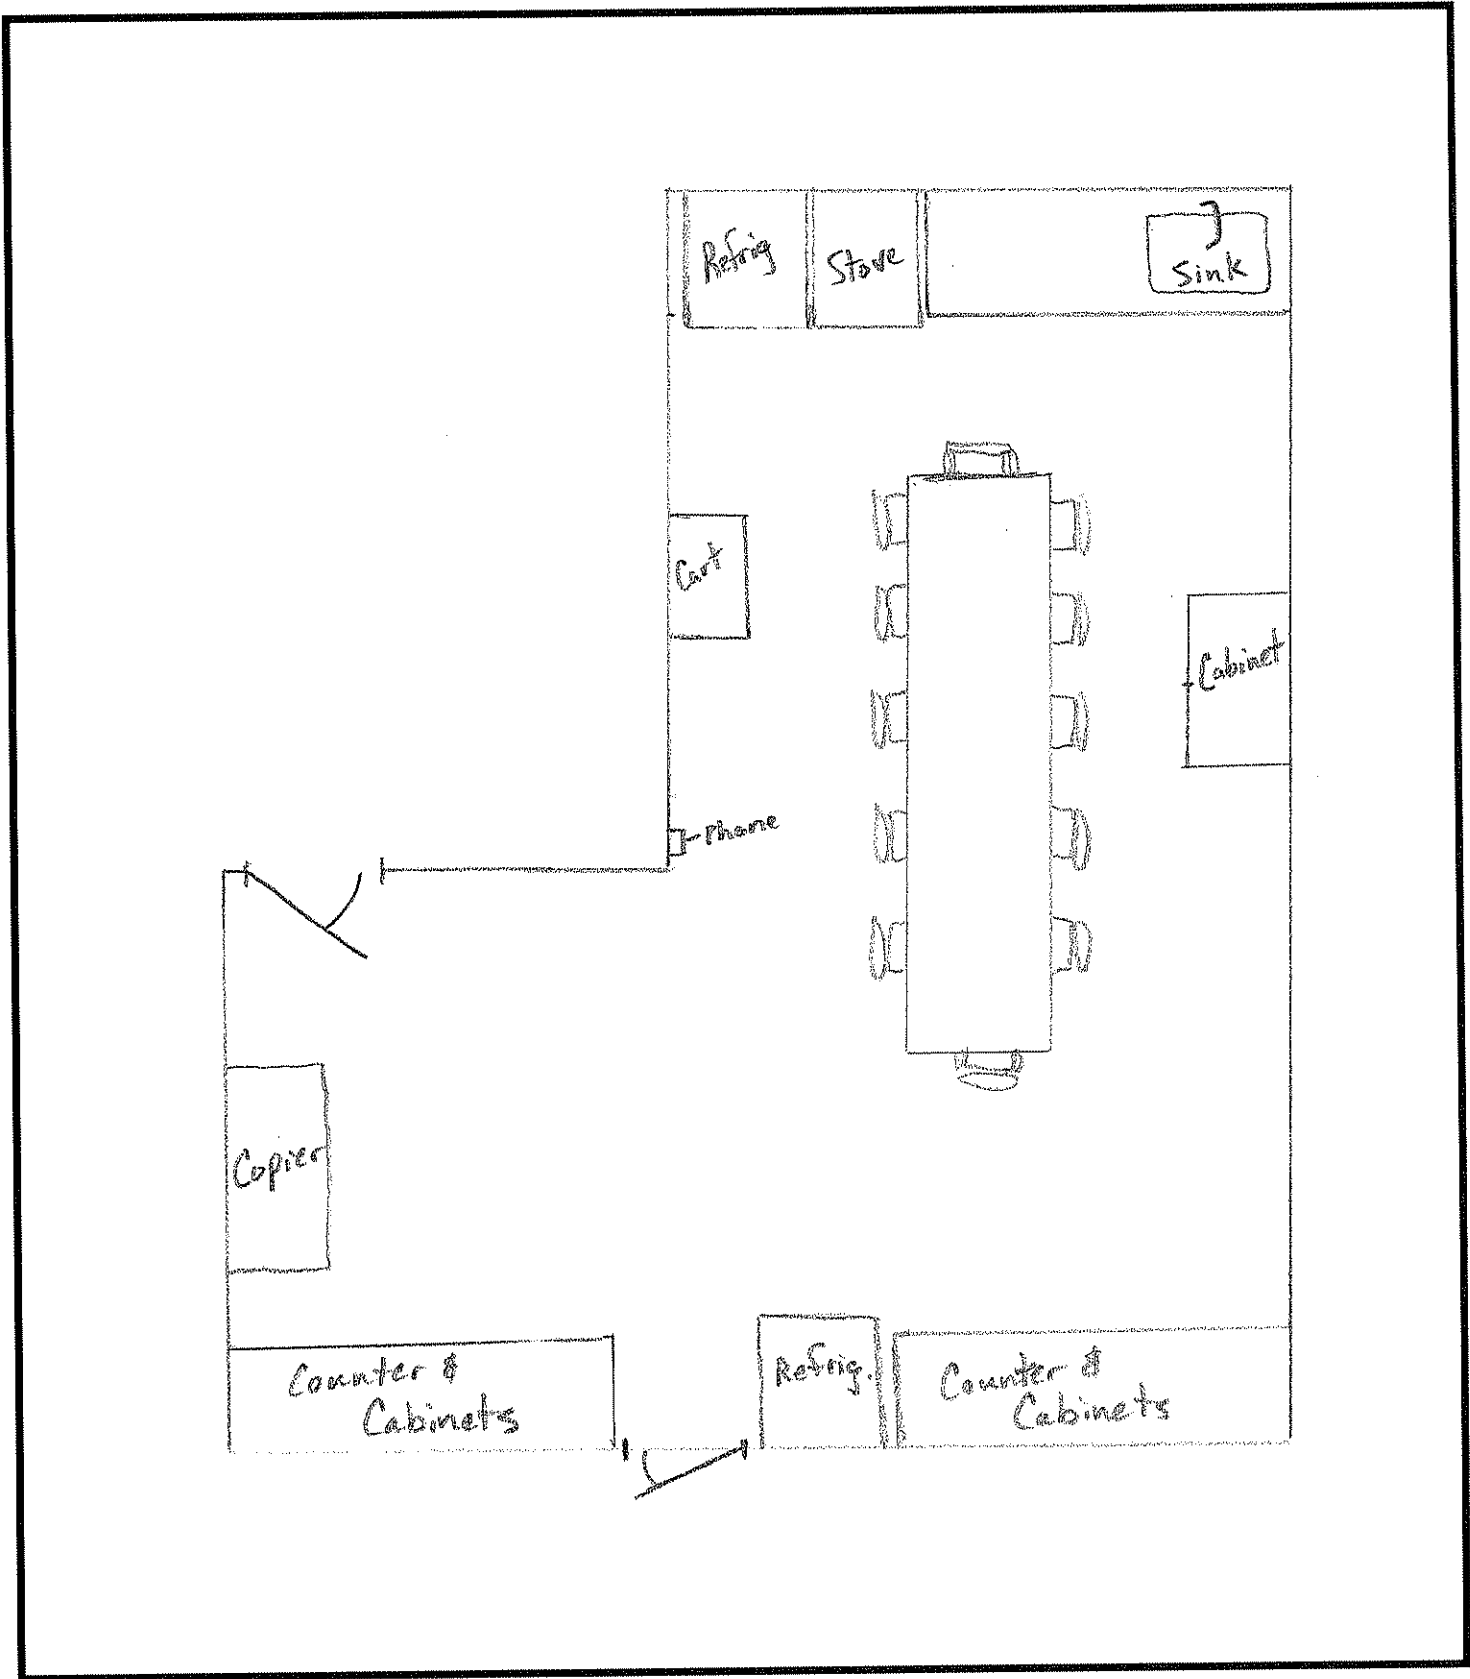 Refrig
Stove
Sink
Cart
Cabinet
Phone
Copier
Counter &
Cabinets
Refrig.
Counter &
Cabinets